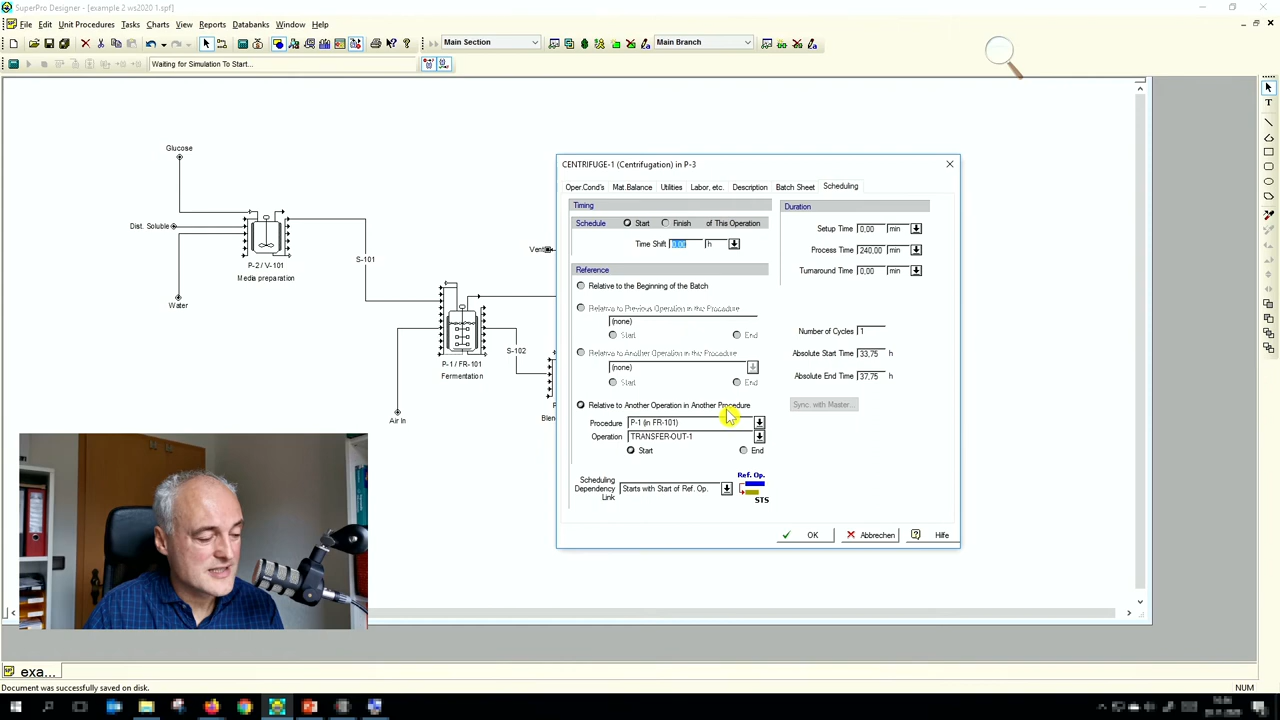 SuperPro Designer - [example 2 ws2020 1.spf]
File Edit Unit Procedures Tasks Charts View Reports Databanks Window Help
Main Section Main Branch
Waiting for Simulation To Start...
Glucose
Dist. Soluble
P-2 / V-101
Media preparation
S-101
Water
Vent
P-1 / FR-101
Fermentation
S-102
Air In
Blen
CENTRIFUGE-1 (Centrifugation) in P-3
Oper.Cond's Mat.Balance Utilities Labor, etc. Description Batch Sheet Scheduling
Timing
Schedule Start Finish of This Operation
Time Shift 0,00 h
Reference
Relative to the Beginning of the Batch
Relative to Previous Operation in the Procedure
(none)
Start End
Relative to Another Operation in the Procedure
(none)
Start End
Relative to Another Operation in Another Procedure
Procedure P-1 (in FR-101)
Operation TRANSFER-OUT-1
Start End
Scheduling
Dependency
Link
Starts with Start of Ref. Op.
Ref. Op.
STS
Duration
Setup Time 0,00 min
Process Time 240,00 min
Turnaround Time 0,00 min
Number of Cycles 1
Absolute Start Time 33,75 h
Absolute End Time 37,75 h
Sync. with Master...
OK Abbrechen Hilfe
exa...
Document was successfully saved on disk.
NUM